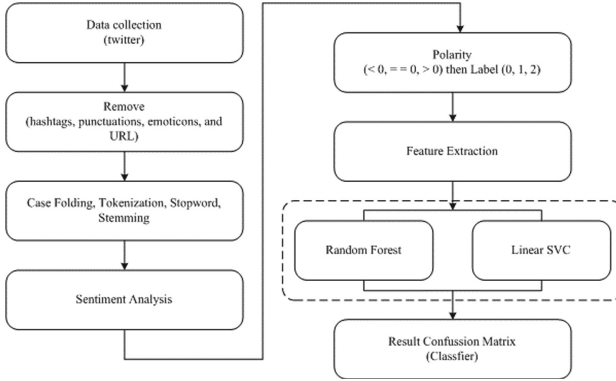 Data collection
(twitter)
Remove
(hashtags, punctuations, emoticons, and
URL)
Case Folding, Tokenization, Stopword,
Stemming
Sentiment Analysis
Polarity
(< 0, = = 0, > 0) then Label (0, 1, 2)
Feature Extraction
Random Forest
Linear SVC
Result Confussion Matrix
(Classfier)